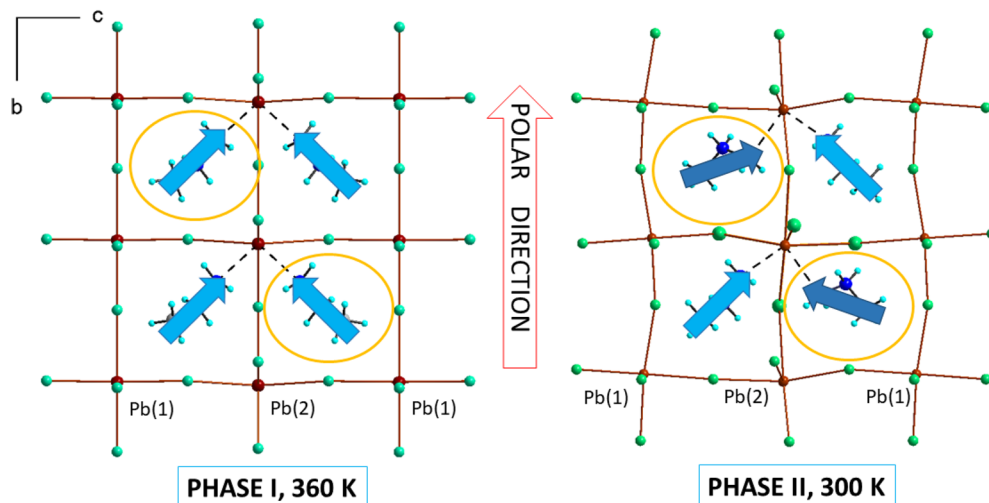 c
b
POLAR DIRECTION
Pb(1)
Pb(2)
Pb(1)
Pb(1)
Pb(2)
Pb(1)
PHASE I, 360 K
PHASE II, 300 K